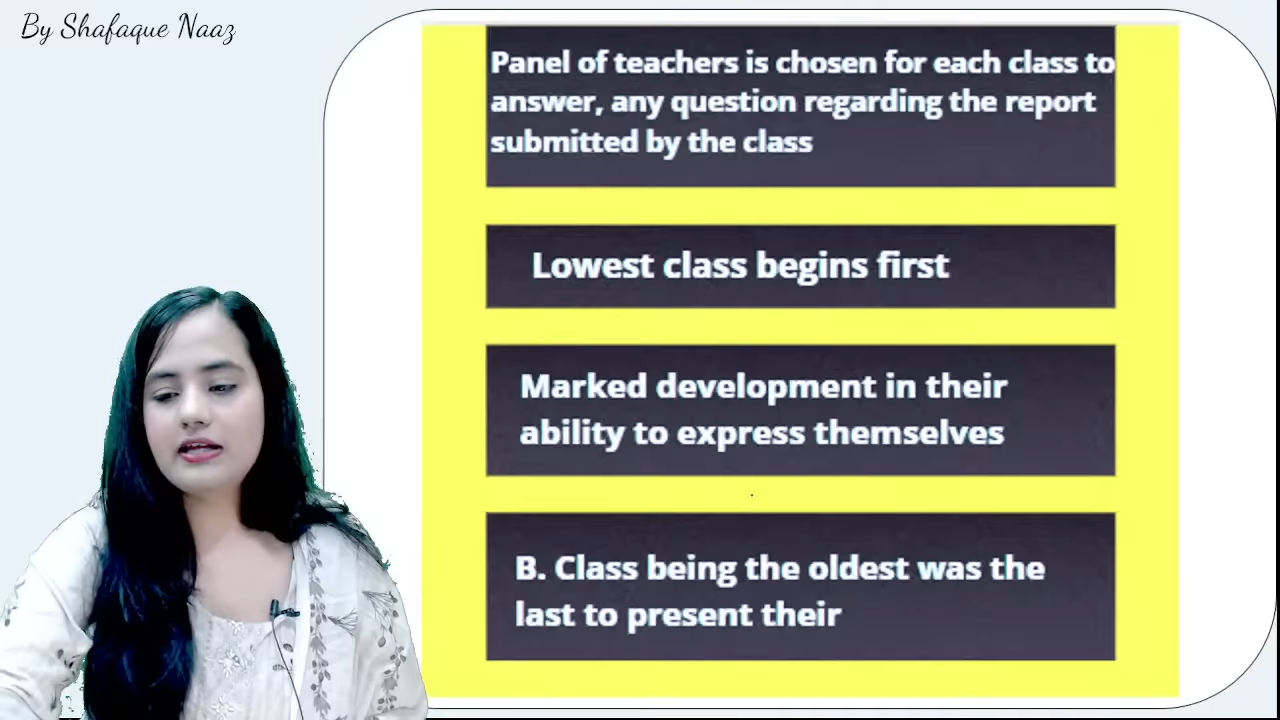 By Shafaque Naaz
Panel of teachers is chosen for each class to
answer, any question regarding the report
submitted by the class
Lowest class begins first
Marked development in their
ability to express themselves
B. Class being the oldest was the
last to present their